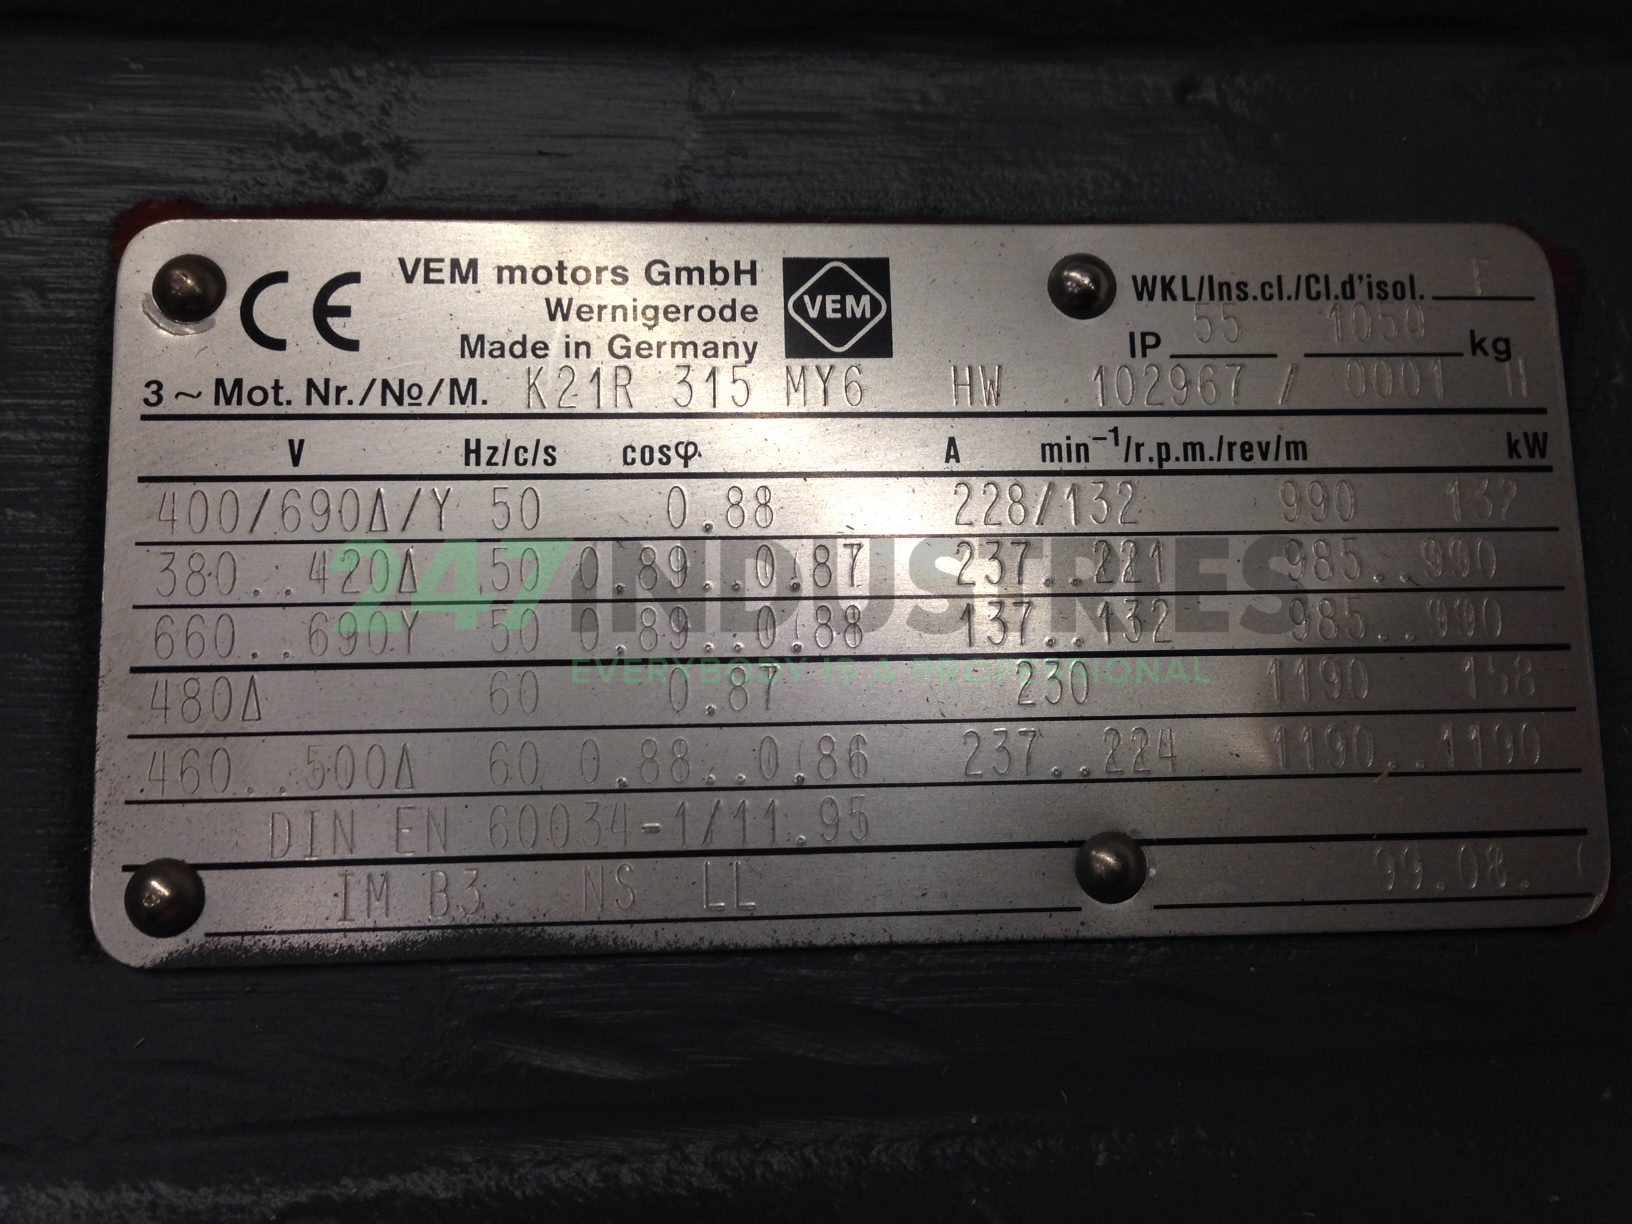 CE VEM motors GmbH VEM WKL/Ins.cl./Cl.d'isol. F
Wernigerode
Made in Germany IP 55 1050 kg
3 ~ Mot. Nr./No/M. K21R 315 MY6 HW 102967 / 0001 H
V Hz/c/s cosφ A min⁻¹/r.p.m./rev/m kW
400/690Δ/Y 50 0.88 228/132 990 132
380..420Δ 50 0.89..0.87 237..221 985..990
660..690Y 50 0.89..0.88 137..132 985..990
480Δ 60 0.87 230 1190 158
460..500Δ 60 0.88..0.86 237..224 1190..1190
DIN EN 60034-1/11.95
IM B3 NS LL 99.08.
247INDUSTRIES
EVERYBODY IS A PROFESSIONAL